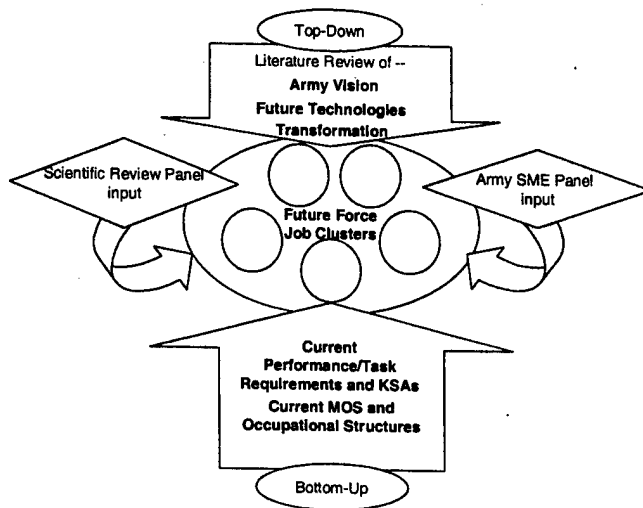 Top-Down
Literature Review of --
Army Vision
Future Technologies
Transformation
Scientific Review Panel
input
Army SME Panel
input
Future Force
Job Clusters
Current
Performance/Task
Requirements and KSAs
Current MOS and
Occupational Structures
Bottom-Up